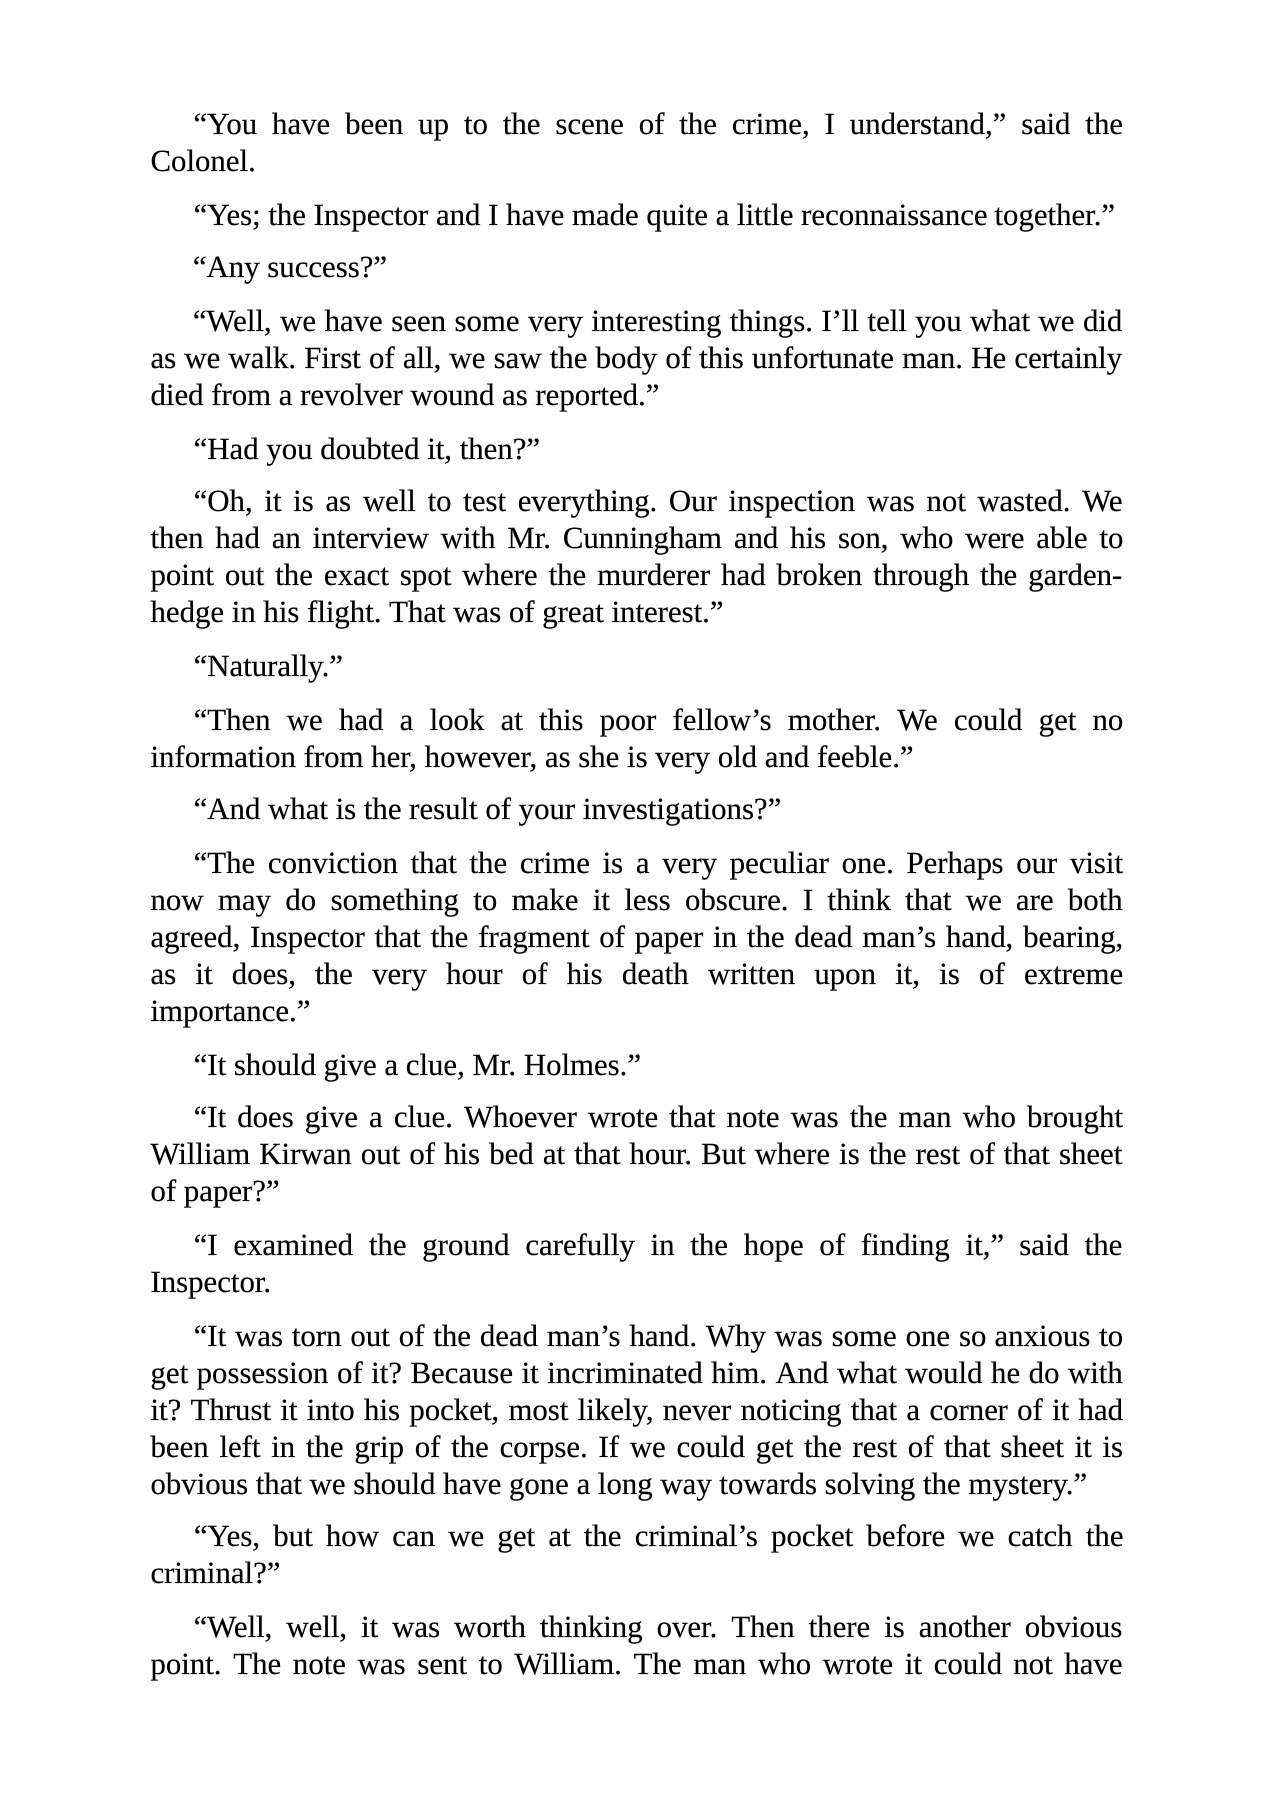 “You have been up to the scene of the crime, I understand,” said the
Colonel.
“Yes; the Inspector and I have made quite a little reconnaissance together.”
“Any success?”
“Well, we have seen some very interesting things. I’ll tell you what we did
as we walk. First of all, we saw the body of this unfortunate man. He certainly
died from a revolver wound as reported.”
“Had you doubted it, then?”
“Oh, it is as well to test everything. Our inspection was not wasted. We
then had an interview with Mr. Cunningham and his son, who were able to
point out the exact spot where the murderer had broken through the garden-
hedge in his flight. That was of great interest.”
“Naturally.”
“Then we had a look at this poor fellow’s mother. We could get no
information from her, however, as she is very old and feeble.”
“And what is the result of your investigations?”
“The conviction that the crime is a very peculiar one. Perhaps our visit
now may do something to make it less obscure. I think that we are both
agreed, Inspector that the fragment of paper in the dead man’s hand, bearing,
as it does, the very hour of his death written upon it, is of extreme
importance.”
“It should give a clue, Mr. Holmes.”
“It does give a clue. Whoever wrote that note was the man who brought
William Kirwan out of his bed at that hour. But where is the rest of that sheet
of paper?”
“I examined the ground carefully in the hope of finding it,” said the
Inspector.
“It was torn out of the dead man’s hand. Why was some one so anxious to
get possession of it? Because it incriminated him. And what would he do with
it? Thrust it into his pocket, most likely, never noticing that a corner of it had
been left in the grip of the corpse. If we could get the rest of that sheet it is
obvious that we should have gone a long way towards solving the mystery.”
“Yes, but how can we get at the criminal’s pocket before we catch the
criminal?”
“Well, well, it was worth thinking over. Then there is another obvious
point. The note was sent to William. The man who wrote it could not have